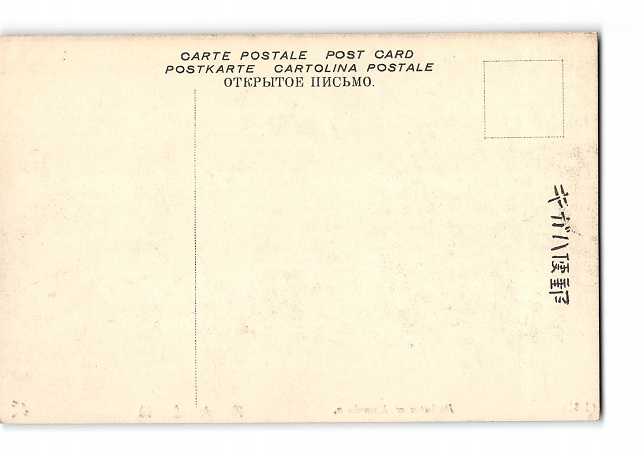 CARTE POSTALE POST CARD
POSTKARTE CARTOLINA POSTALE
ОТКРЫТОЕ ПИСЬМО.
郵便ハガキ